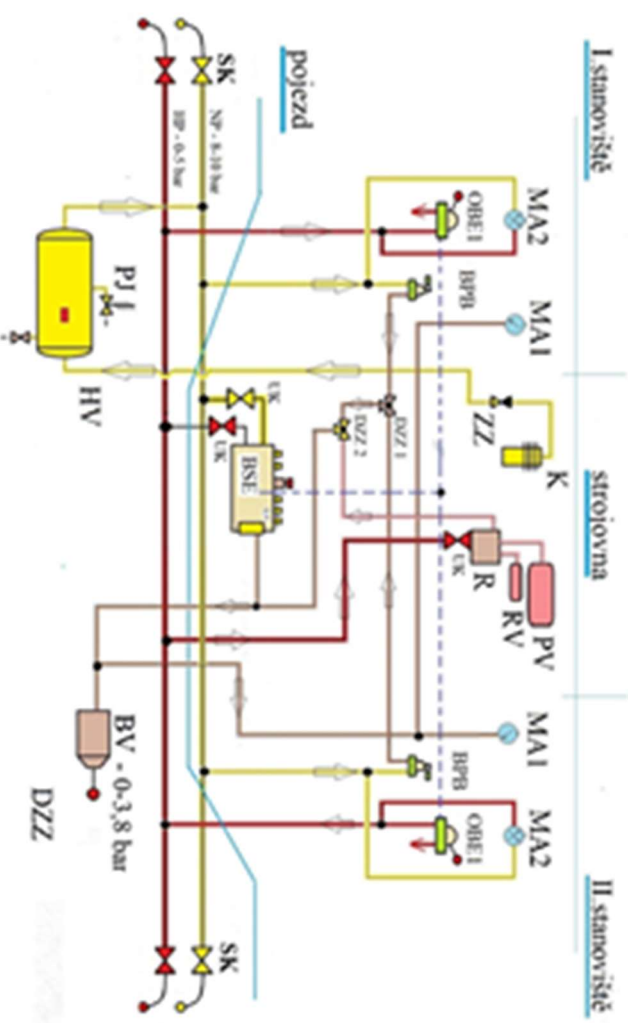 I.stanoviště
strojovna
II.stanoviště
MA2
MA1
K
MA1
MA2
OBE1
BPB
ZZ
R
UK
RV
PV
BPB
OBE1
DZZ 1
DZZ 2
pojezd
SK
NP - 8-10 bar
HP - 0-5 bar
UK
UK
BSE
SK
PJ
HV
BV - 0-3,8 bar
DZZ